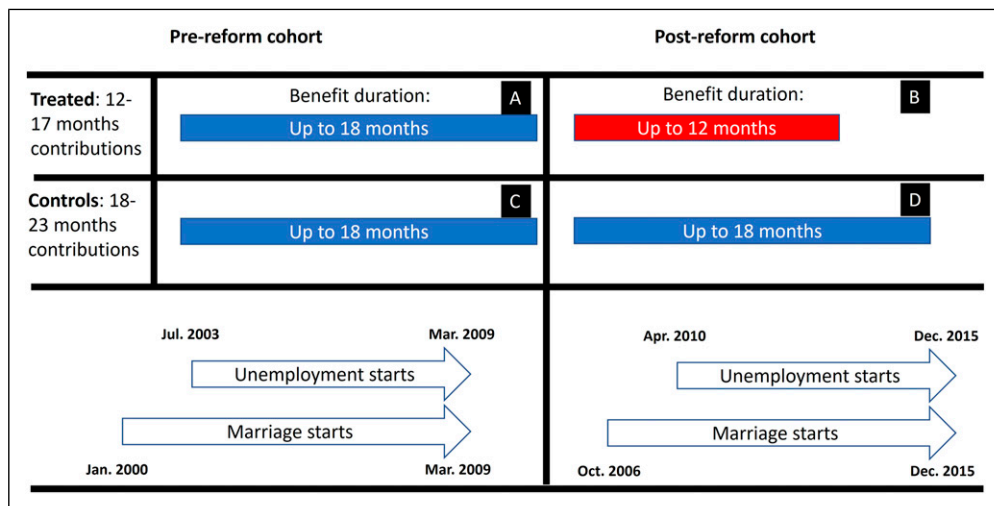 Pre-reform cohort
Post-reform cohort
Treated: 12-
17 months
contributions
Benefit duration:
A
Up to 18 months
Benefit duration:
B
Up to 12 months
Controls: 18-
23 months
contributions
C
Up to 18 months
D
Up to 18 months
Jul. 2003
Mar. 2009
Unemployment starts
Marriage starts
Jan. 2000
Mar. 2009
Apr. 2010
Dec. 2015
Unemployment starts
Marriage starts
Oct. 2006
Dec. 2015